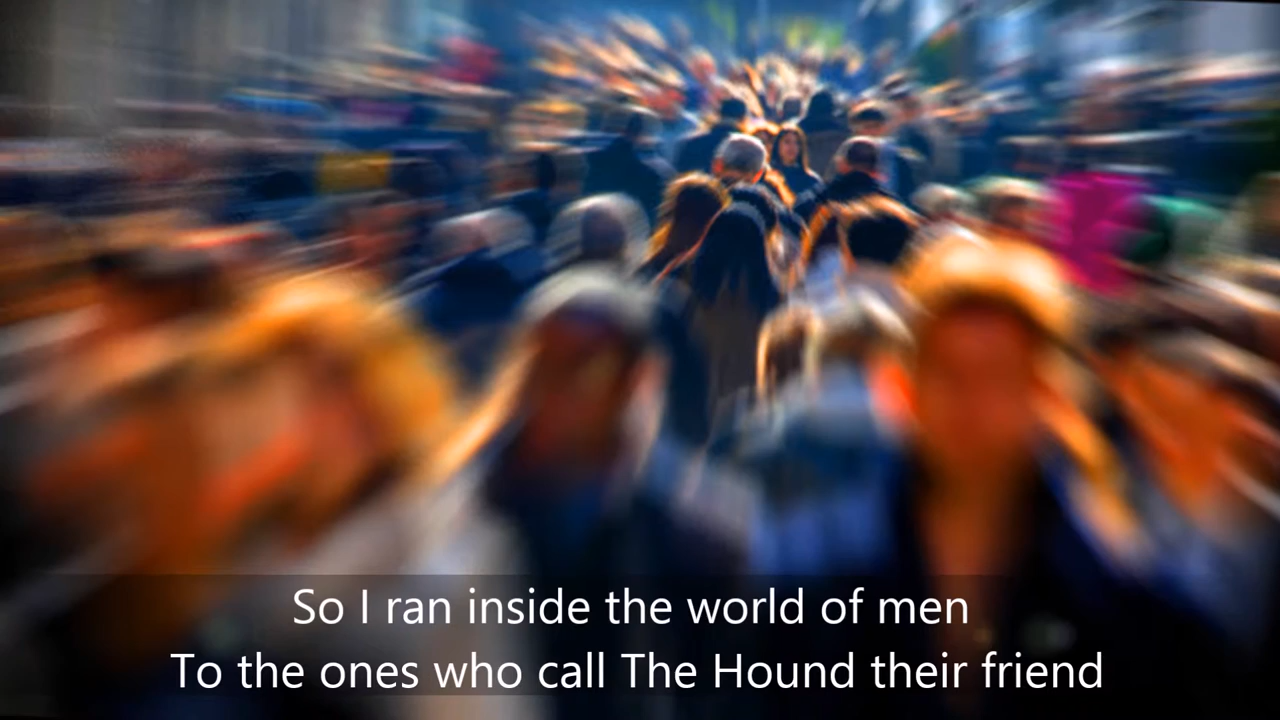 So I ran inside the world of men
To the ones who call The Hound their friend